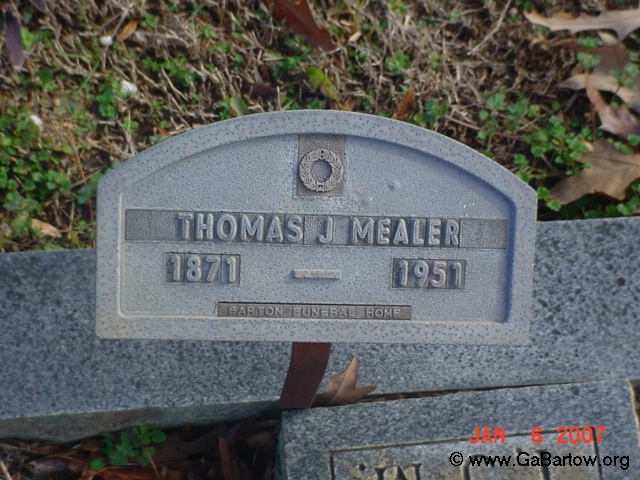 THOMAS J MEALER
1871 — 1951
BARTON FUNERAL HOME
JAN 6 2007
© www.GaBartow.org